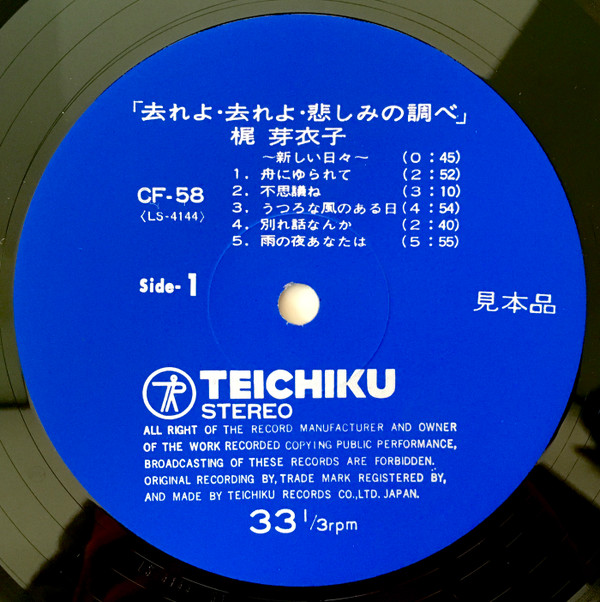 「去れよ・去れよ・悲しみの調べ」
梶 芽衣子
〜新しい日々〜 (0:45)
1. 舟にゆられて (2:52)
2. 不思議ね (3:10)
3. うつろな風のある日 (4:54)
4. 別れ話なんか (2:40)
5. 雨の夜あなたは (5:55)
CF-58
〈LS-4144〉
Side-1
見本品
TEICHIKU
STEREO
ALL RIGHT OF THE RECORD MANUFACTURER AND OWNER
OF THE WORK RECORDED COPYING PUBLIC PERFORMANCE,
BROADCASTING OF THESE RECORDS ARE FORBIDDEN.
ORIGINAL RECORDING BY, TRADE MARK REGISTERED BY,
AND MADE BY TEICHIKU RECORDS CO., LTD. JAPAN.
33 1/3rpm